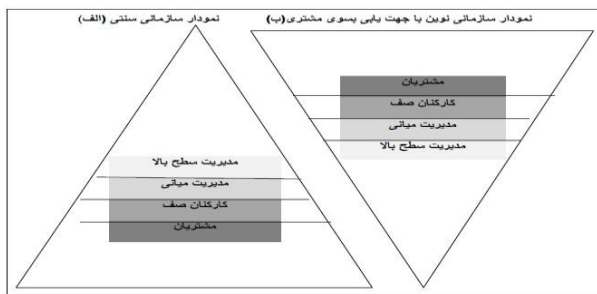 نمودار سازمانی نوین با جهت یابی بسوی مشتری(ب)
مشتریان
کارکنان صف
مدیریت میانی
مدیریت سطح بالا
نمودار سازمانی سنتی (الف)
مدیریت سطح بالا
مدیریت میانی
کارکنان صف
مشتریان